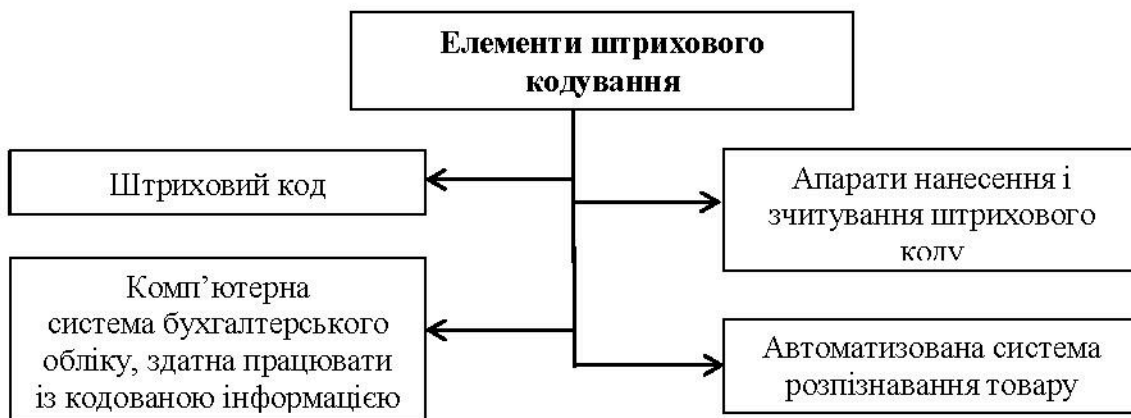 Елементи штрихового
кодування
Штриховий код
Апарати нанесення і
зчитування штрихового
коду
Комп’ютерна
система бухгалтерського
обліку, здатна працювати
із кодованою інформацією
Автоматизована система
розпізнавання товару